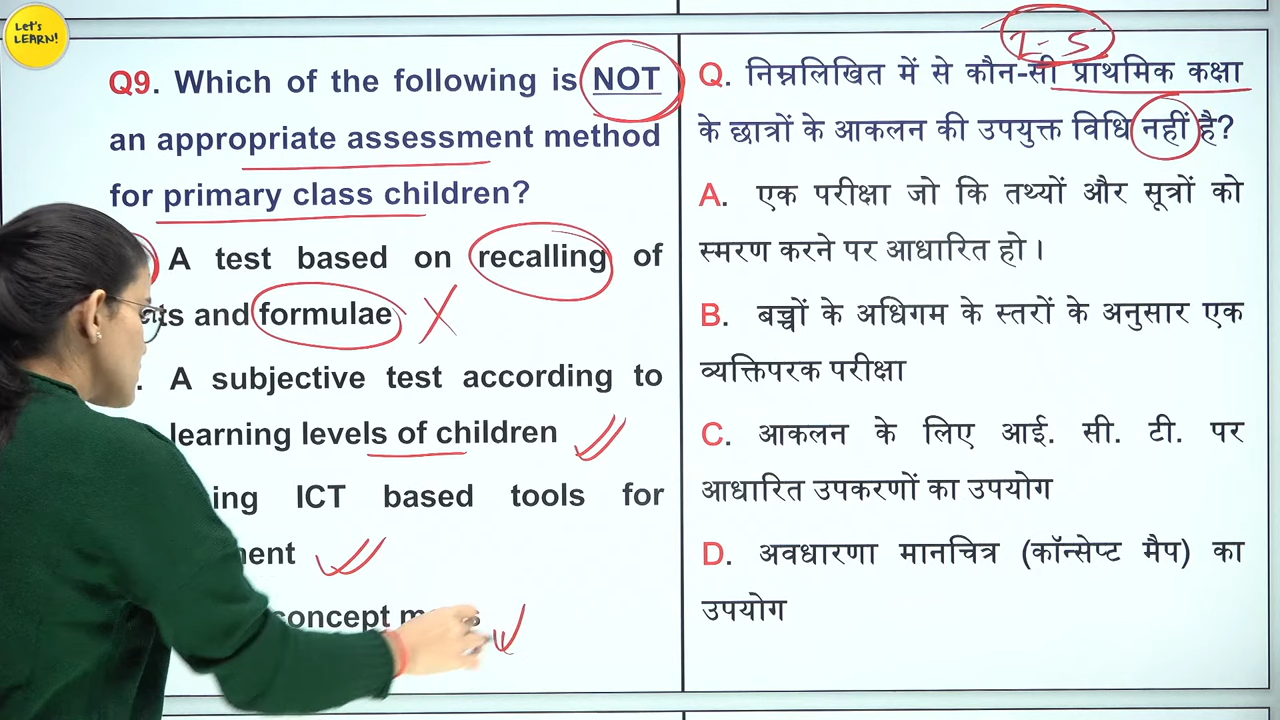 Let's
LEARN!
Q9. Which of the following is NOT
an appropriate assessment method
for primary class children?
A test based on recalling of
and formulae
A subjective test according to
learning levels of children
ICT based tools for
concept
I-5
Q. निम्नलिखित में से कौन-सी प्राथमिक कक्षा
के छात्रों के आकलन की उपयुक्त विधि नहीं है?
A. एक परीक्षा जो कि तथ्यों और सूत्रों को
स्मरण करने पर आधारित हो।
B. बच्चों के अधिगम के स्तरों के अनुसार एक
व्यक्तिपरक परीक्षा
C. आकलन के लिए आई. सी. टी. पर
आधारित उपकरणों का उपयोग
D. अवधारणा मानचित्र (कॉन्सेप्ट मैप) का
उपयोग